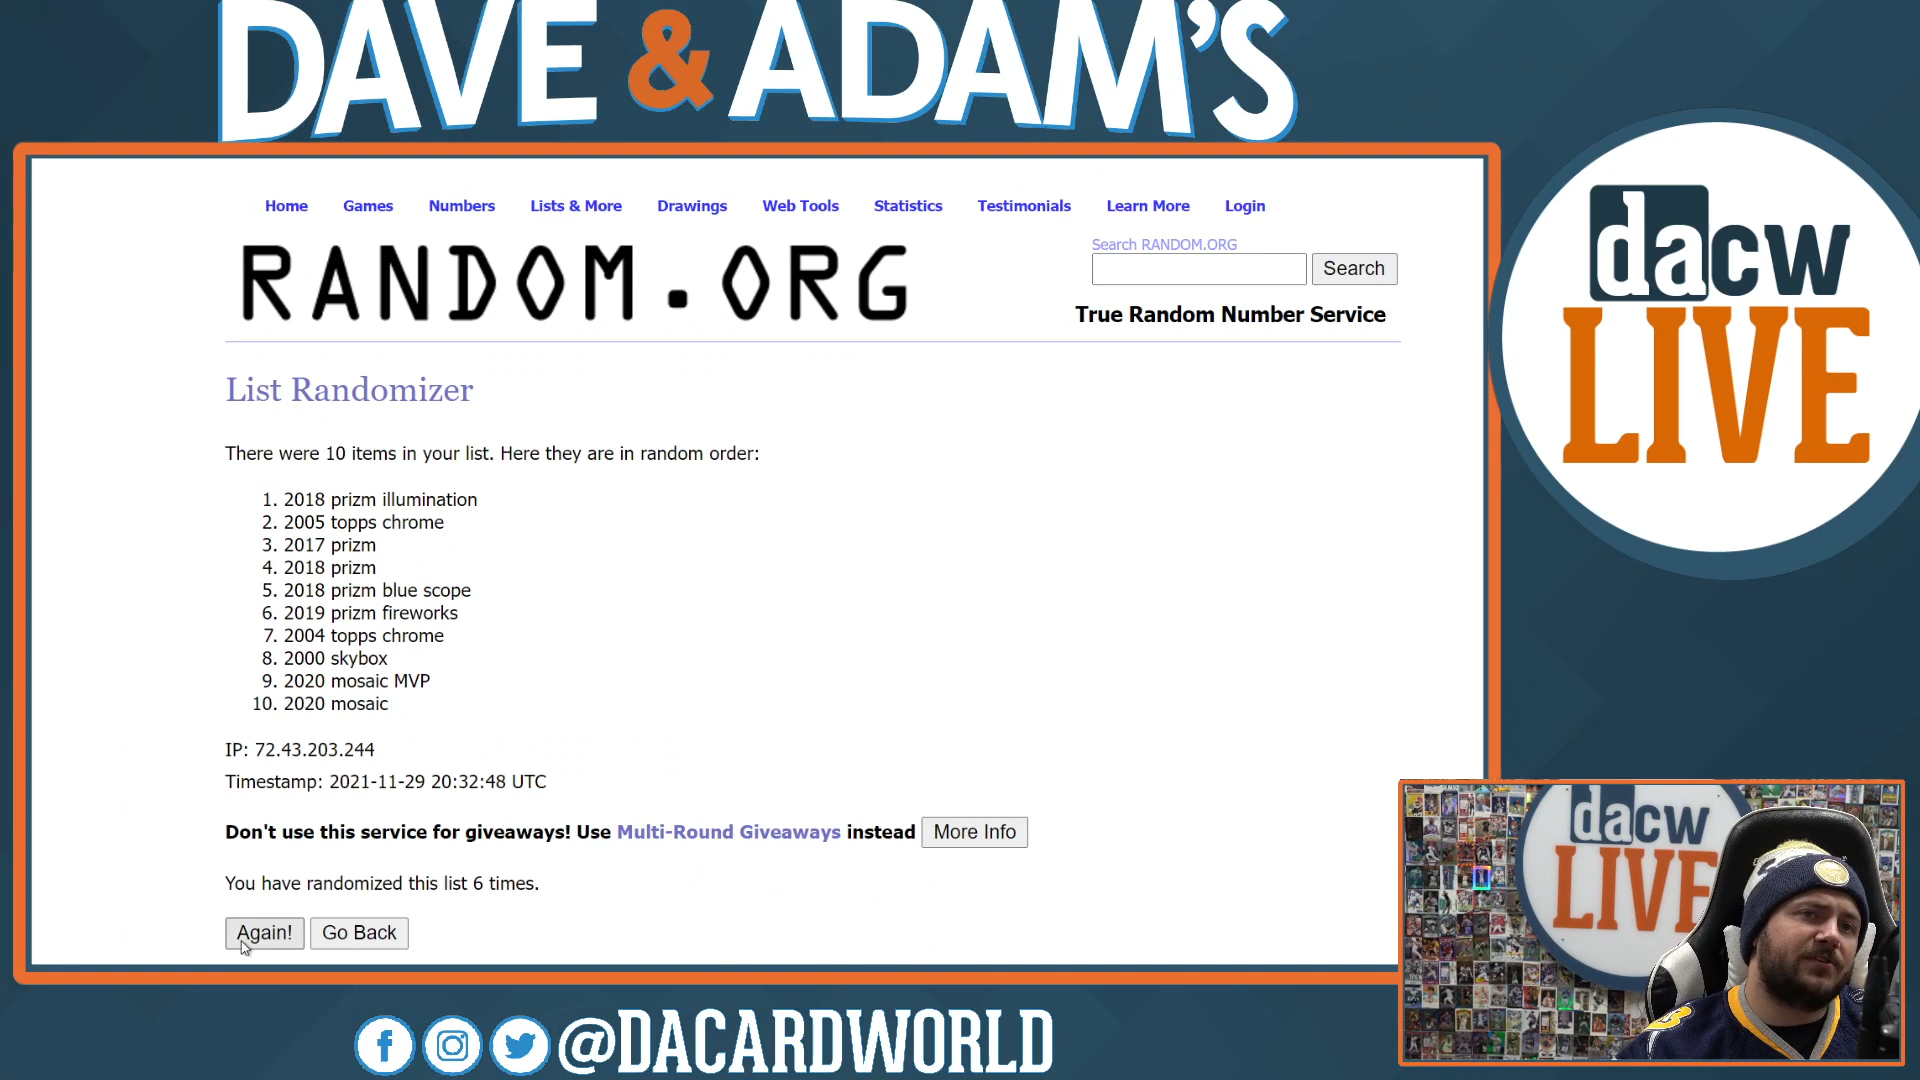 DAVE & ADAM'S
Home Games Numbers Lists & More Drawings Web Tools Statistics Testimonials Learn More Login
RANDOM.ORG
Search RANDOM.ORG
Search
True Random Number Service
List Randomizer
There were 10 items in your list. Here they are in random order:
1. 2018 prizm illumination
2. 2005 topps chrome
3. 2017 prizm
4. 2018 prizm
5. 2018 prizm blue scope
6. 2019 prizm fireworks
7. 2004 topps chrome
8. 2000 skybox
9. 2020 mosaic MVP
10. 2020 mosaic
IP: 72.43.203.244
Timestamp: 2021-11-29 20:32:48 UTC
Don't use this service for giveaways! Use Multi-Round Giveaways instead More Info
You have randomized this list 6 times.
Again! Go Back
dacw
LIVE
dacw
LIVE
@DACARDWORLD